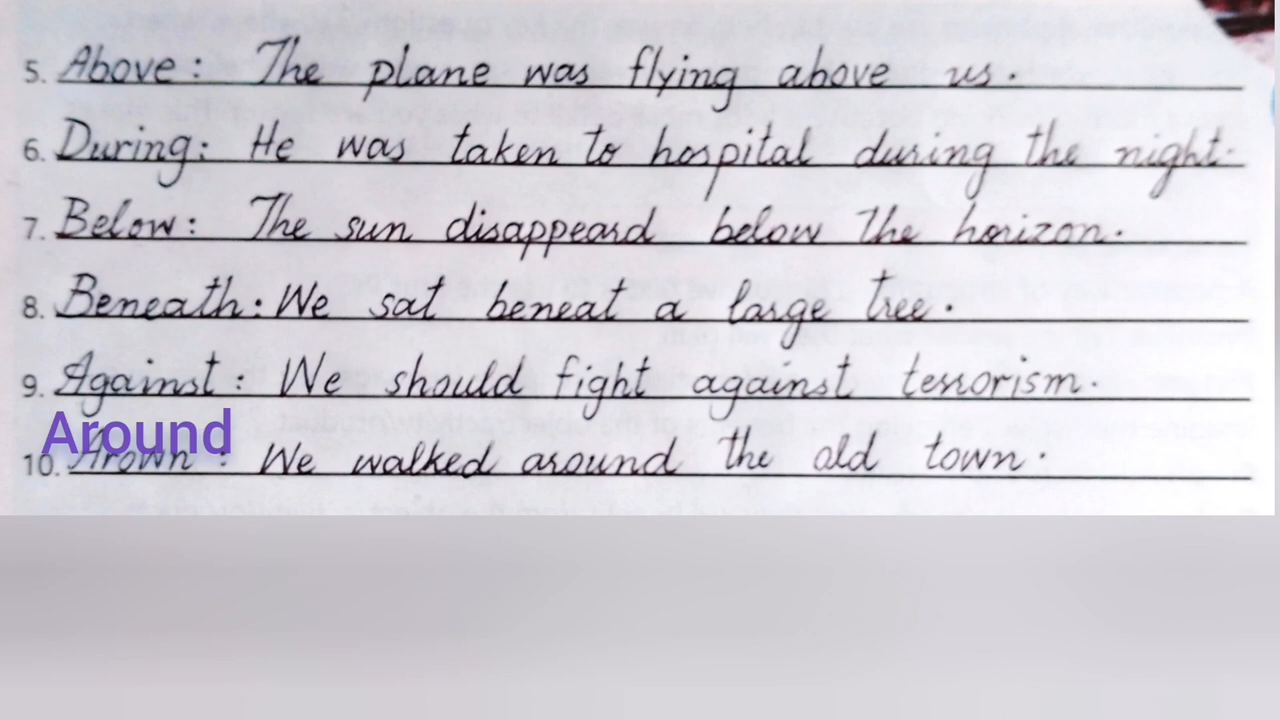 5. Above: The plane was flying above us.
6. During: He was taken to hospital during the night.
7. Below: The sun disappeard below the horizon.
8. Beneath: We sat beneat a large tree.
9. Against: We should fight against terrorism.
Around
10. Arown: We walked around the old town.